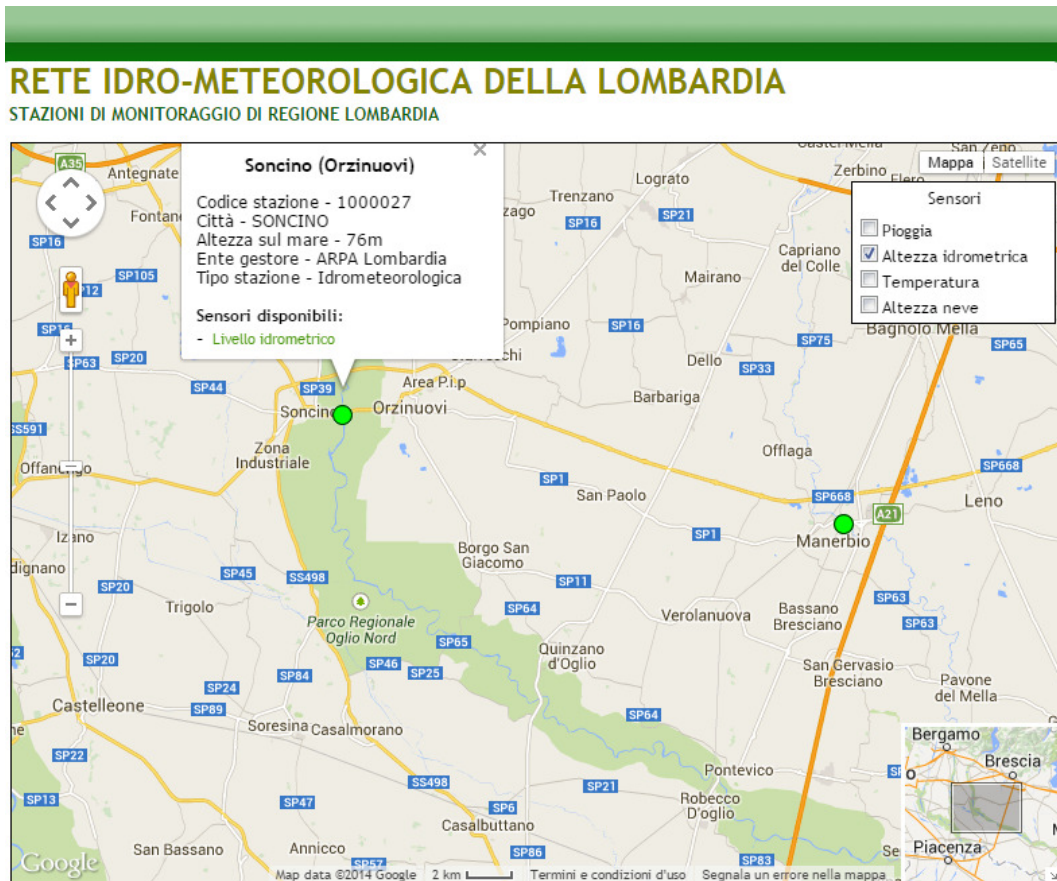 RETE IDRO-METEOROLOGICA DELLA LOMBARDIA
STAZIONI DI MONITORAGGIO DI REGIONE LOMBARDIA
Soncino (Orzinuovi)
Codice stazione - 1000027
Città - SONCINO
Altezza sul mare - 76m
Ente gestore - ARPA Lombardia
Tipo stazione - Idrometeorologica
Sensori disponibili:
- Livello idrometrico
Mappa
Satellite
Sensori
Pioggia
Altezza idrometrica
Temperatura
Altezza neve
A35
Antegnate
SP16
SP105
SP63
SP20
SP44
SP39
Lograto
Trenzano
Zerbino
SP16
SP21
Capriano
del Colle
Mairano
Pompiano
SP16
Dello
SP75
SP33
Bagnolo Mella
SP65
Area P.i.p
Soncino
Orzinuovi
Barbariga
Zona
Industriale
SS591
Offanengo
Offlaga
SP1
SP668
San Paolo
SP668
Leno
A21
Manerbio
SP1
Izano
SP20
SP45
SS498
Borgo San
Giacomo
SP11
SP64
Trigolo
Parco Regionale
Oglio Nord
SP65
Verolanuova
Bassano
Bresciano
SP63
SP63
SP20
SP24
SP84
SP46
SP25
Quinzano
d'Oglio
San Gervasio
Bresciano
Pavone
del Mella
Castelleone
SP89
Soresina
Casalmorano
SP64
SP22
SP13
SS498
SP47
SP6
SP21
Pontevico
Robecco
D'oglio
Casalbuttano
San Bassano
Annicco
SP57
SP86
SP83
Bergamo
Brescia
Piacenza
Google
Map data ©2014 Google
2 km
Termini e condizioni d'uso
Segnala un errore nella mappa